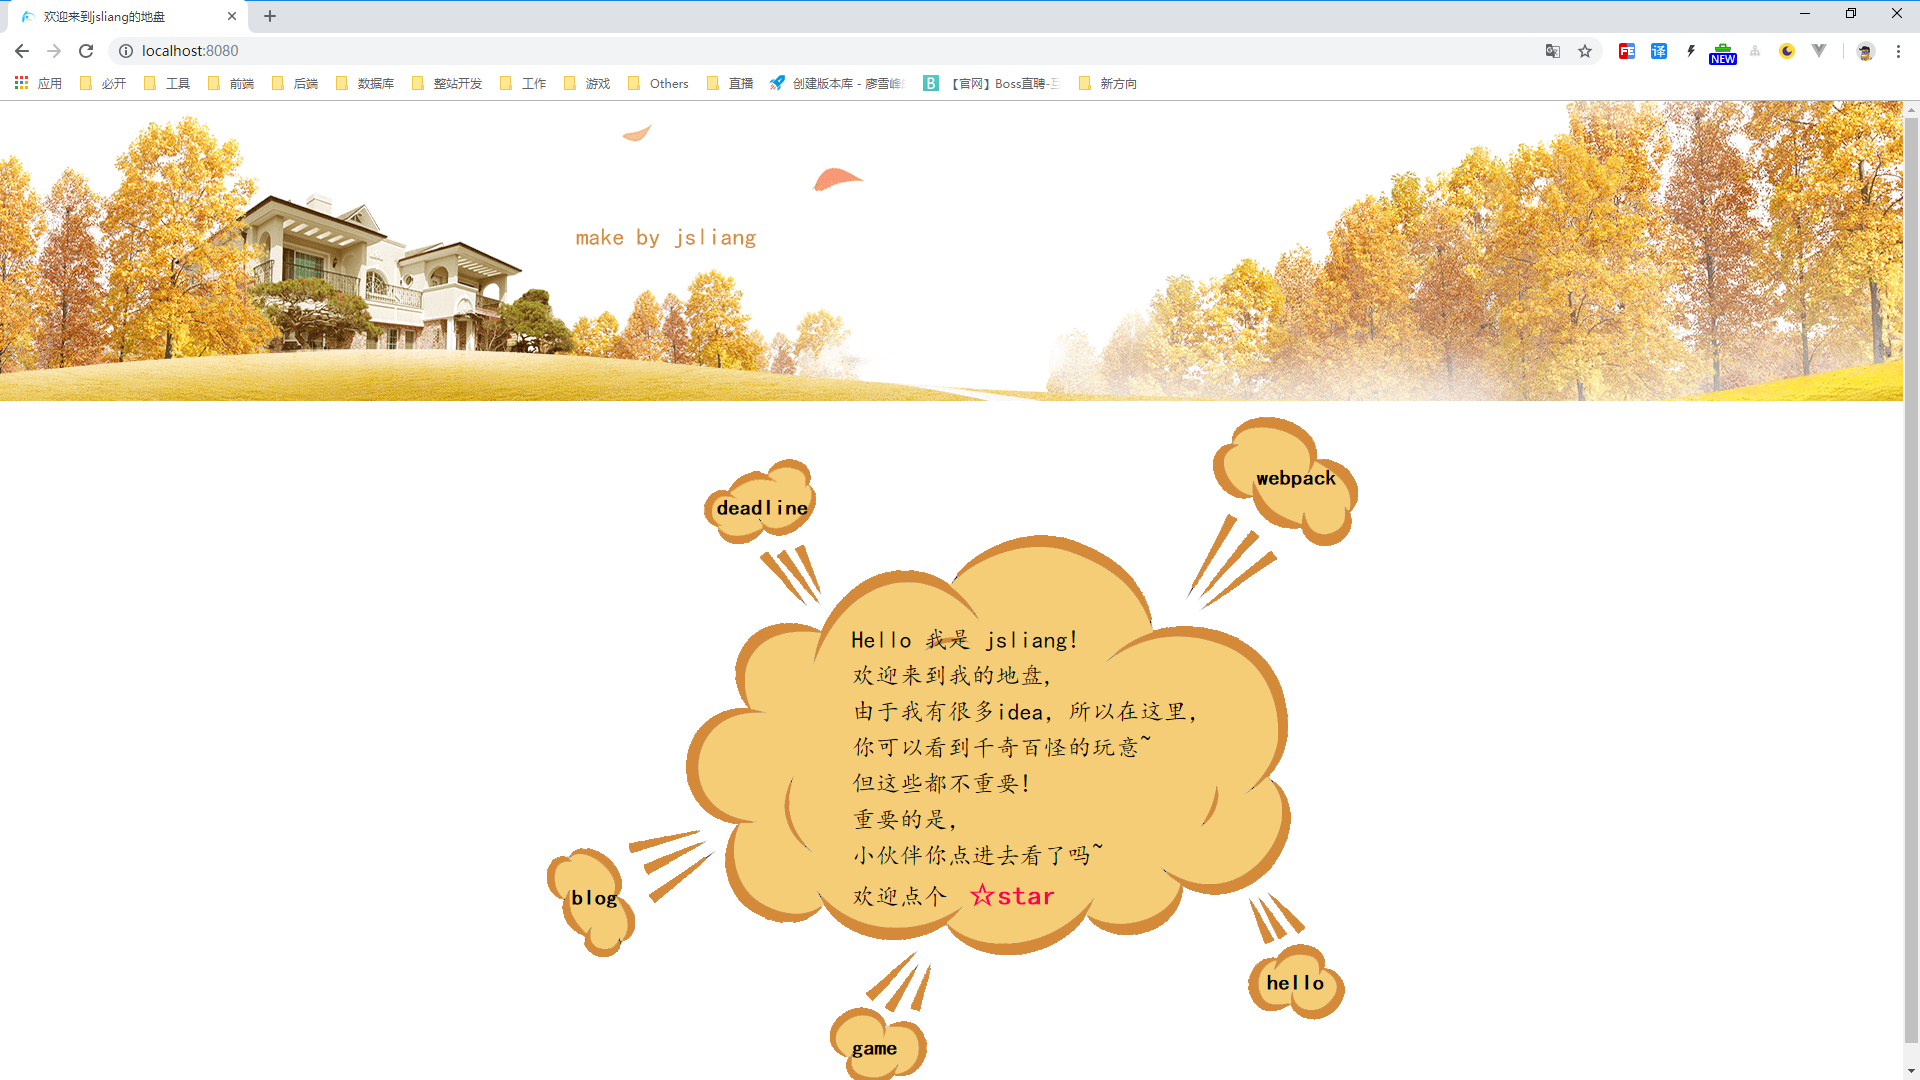 欢迎来到jsliang的地盘
localhost:8080
FE 译 NEW
应用 必开 工具 前端 后端 数据库 整站开发 工作 游戏 Others 直播 创建版本库 - 廖雪峰 B 【官网】Boss直聘- 新方向
make by jsliang
webpack
deadline
Hello 我是 jsliang!
欢迎来到我的地盘,
由于我有很多idea, 所以在这里,
你可以看到千奇百怪的玩意~
但这些都不重要!
重要的是,
小伙伴你点进去看了吗~
欢迎点个 ☆star
blog
hello
game